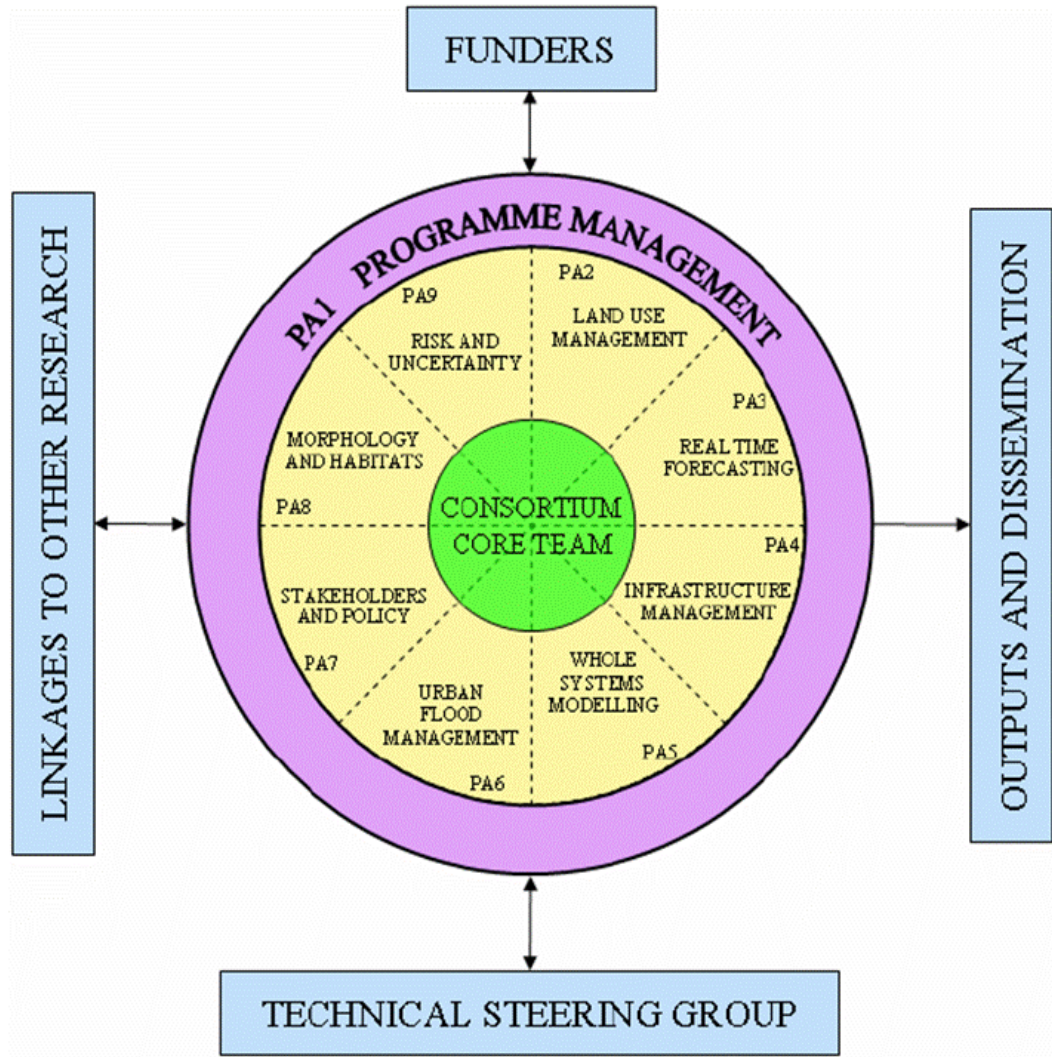 FUNDERS
LINKAGES TO OTHER RESEARCH
OUTPUTS AND DISSEMINATION
PA1 PROGRAMME MANAGEMENT
PA9
RISK AND
UNCERTAINTY
PA2
LAND USE
MANAGEMENT
PA3
REAL TIME
FORECASTING
MORPHOLOGY
AND HABITATS
PA8
CONSORTIUM
CORE TEAM
PA4
INFRASTRUCTURE
MANAGEMENT
STAKEHOLDERS
AND POLICY
PA7
WHOLE
SYSTEMS
MODELLING
PA5
URBAN
FLOOD
MANAGEMENT
PA6
TECHNICAL STEERING GROUP